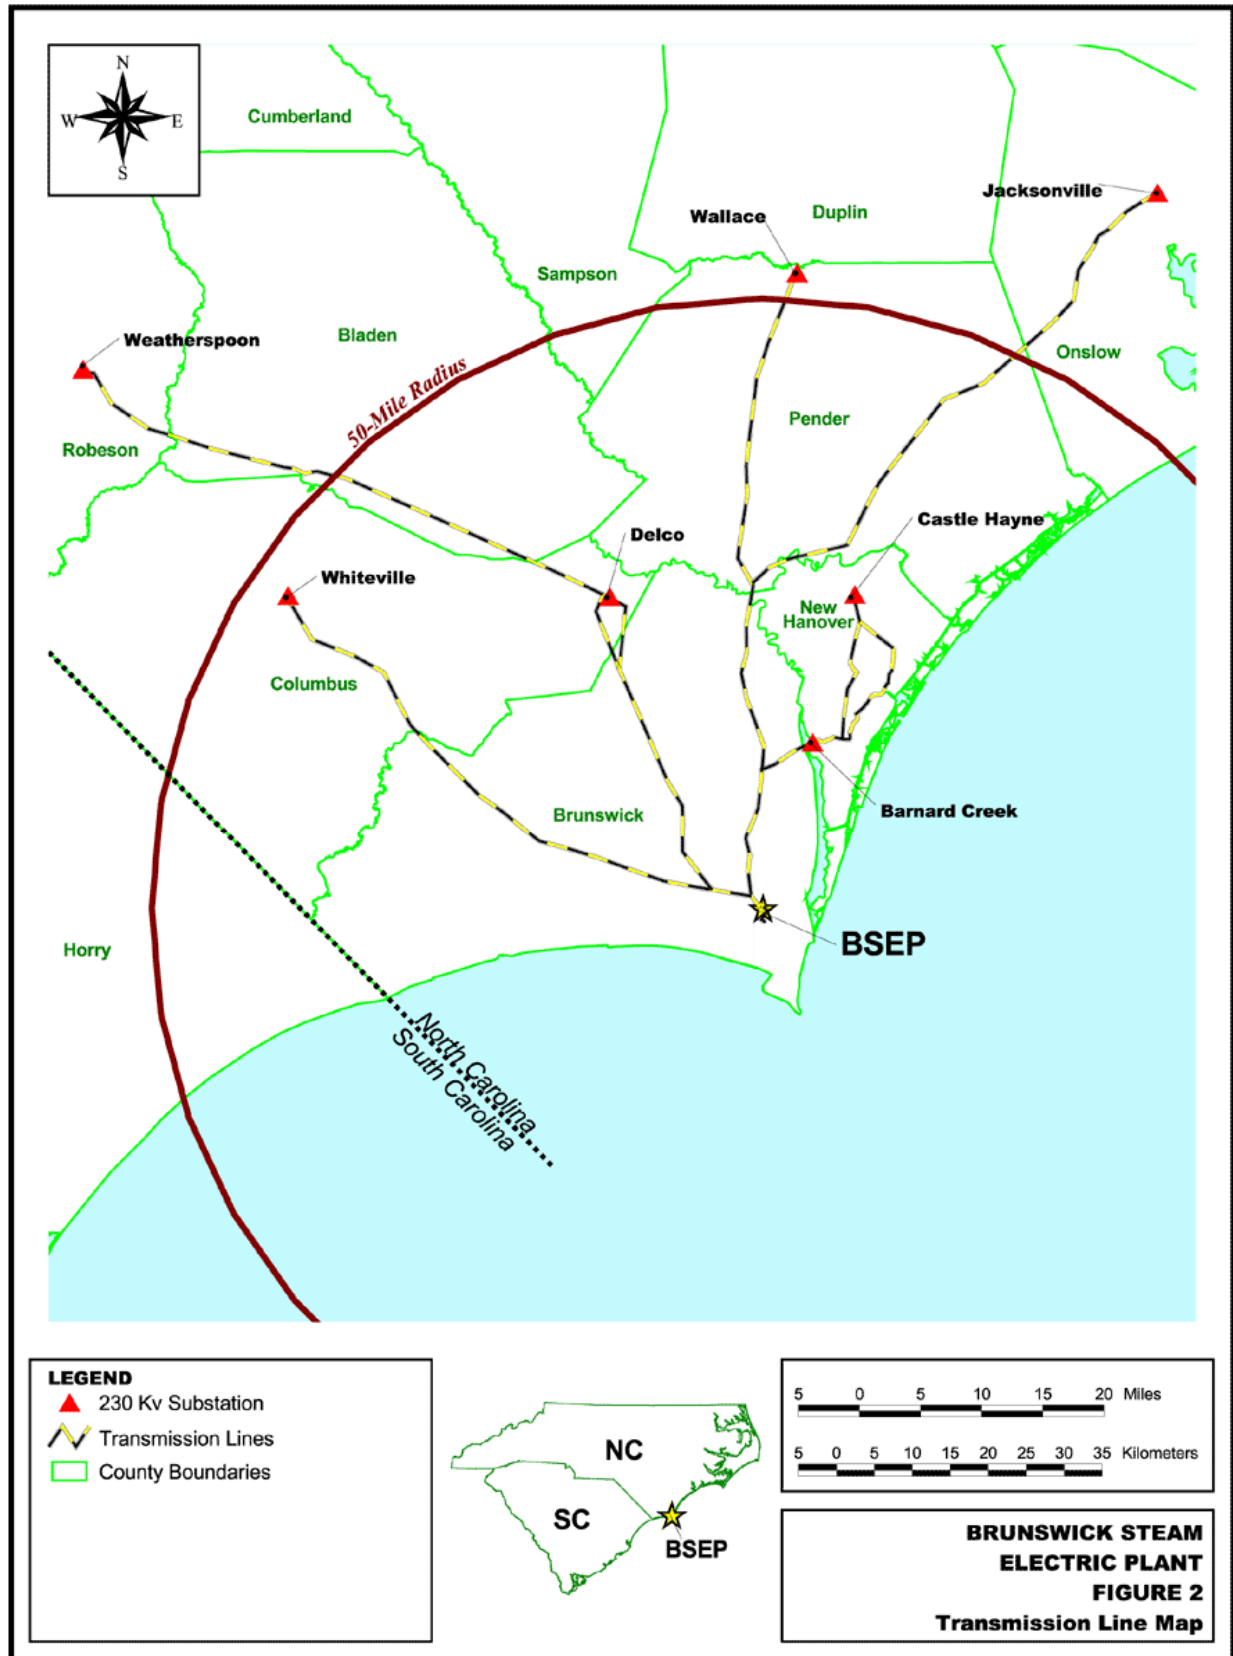 N
W E
S
Cumberland
Jacksonville
Wallace
Duplin
Sampson
Bladen
Weatherspoon
Onslow
50-Mile Radius
Pender
Robeson
Castle Hayne
Delco
Whiteville
New
Hanover
Columbus
Barnard Creek
Brunswick
BSEP
Horry
North Carolina
South Carolina
LEGEND
230 Kv Substation
Transmission Lines
County Boundaries
NC
SC
BSEP
5 0 5 10 15 20 Miles
5 0 5 10 15 20 25 30 35 Kilometers
BRUNSWICK STEAM
ELECTRIC PLANT
FIGURE 2
Transmission Line Map